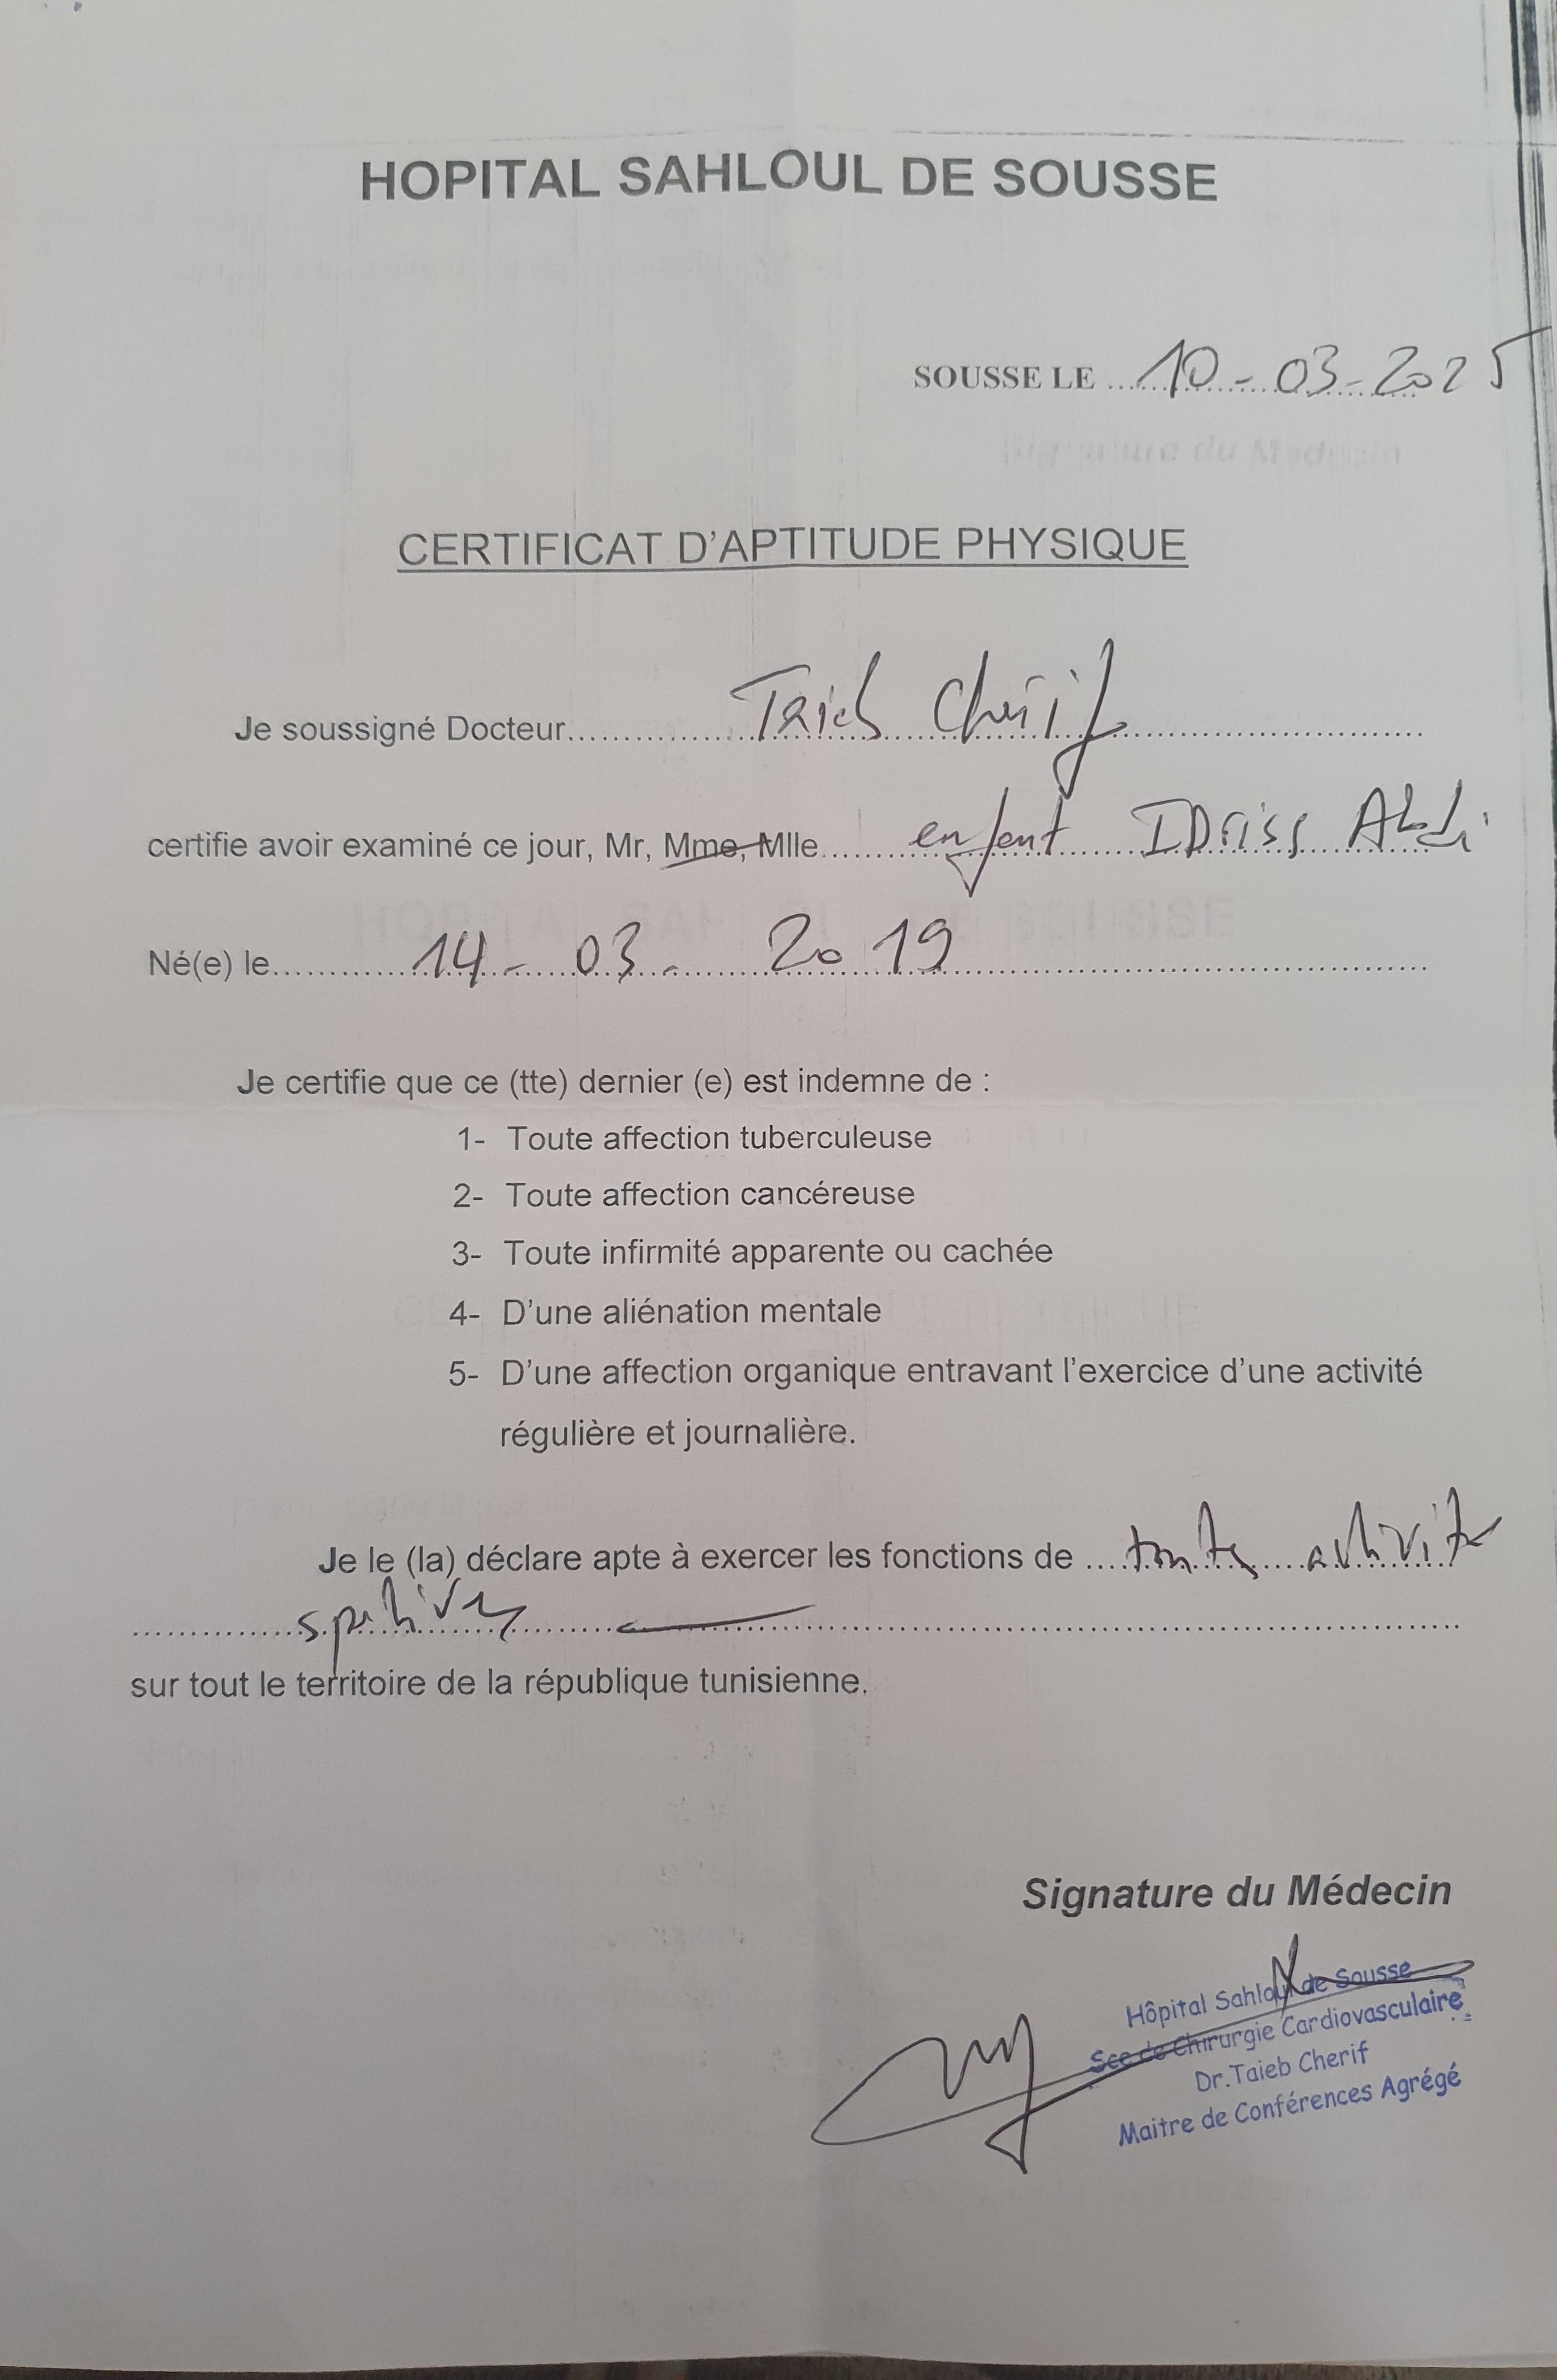 HOPITAL SAHLOUL DE SOUSSE
SOUSSE LE 10-03-2025
CERTIFICAT D'APTITUDE PHYSIQUE
Je soussigné Docteur Taieb Chérif
certifie avoir examiné ce jour, Mr, Mme, Mlle enfant IDriss Abdi
Né(e) le 14-03-2019
Je certifie que ce (tte) dernier (e) est indemne de :
1- Toute affection tuberculeuse
2- Toute affection cancéreuse
3- Toute infirmité apparente ou cachée
4- D'une aliénation mentale
5- D'une affection organique entravant l'exercice d'une activité
régulière et journalière.
Je le (la) déclare apte à exercer les fonctions de toute activité
sportive
sur tout le territoire de la république tunisienne.
Signature du Médecin
Hôpital Sahloul de Sousse
Sce de Chirurgie Cardiovasculaire
Dr.Taieb Cherif
Maitre de Conférences Agrégé